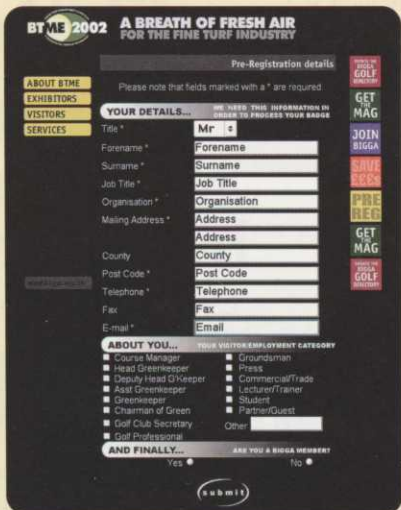 BTME 2002 A BREATH OF FRESH AIR
FOR THE FINE TURF INDUSTRY
Pre-Registration details
ABOUT BTME
EXHIBITORS
VISITORS
SERVICES
Please note that fields marked with a * are required
YOUR DETAILS... WE NEED THIS INFORMATION IN
ORDER TO PROCESS YOUR BADGE
Title * Mr
Forename * Forename
Surname * Surname
Job Title * Job Title
Organisation * Organisation
Mailing Address * Address
Address
County County
Post Code * Post Code
Telephone * Telephone
Fax Fax
E-mail * Email
BIGGA
GOLF
DIRECTORY
GET
THE
MAG
JOIN
BIGGA
SAVE
£££s
PRE
REG
GET
THE
MAG
BIGGA
GOLF
DIRECTORY
ABOUT YOU... YOUR VISITOR/EMPLOYMENT CATEGORY
Course Manager
Head Greenkeeper
Deputy Head G'Keeper
Asst Greenkeeper
Greenkeeper
Chairman of Green
Golf Club Secretary
Golf Professional
Groundsman
Press
Commercial/Trade
Lecturer/Trainer
Student
Partner/Guest
Other
AND FINALLY... ARE YOU A BIGGA MEMBER?
Yes No
(submit)